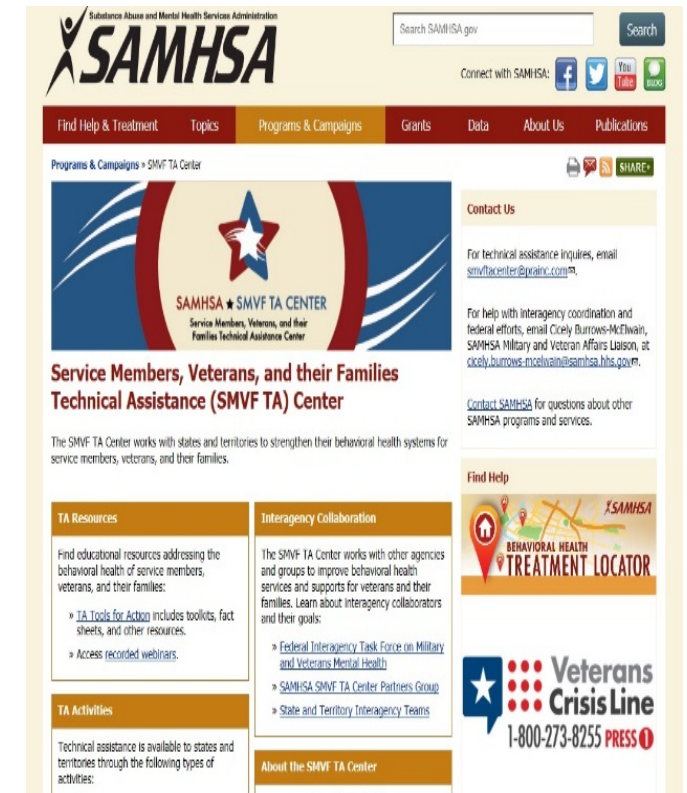 Substance Abuse and Mental Health Services Administration
SAMHSA
Search SAMHSA.gov
Search
Connect with SAMHSA:
You
Tube
BLOG
Find Help & Treatment Topics Programs & Campaigns Grants Data About Us Publications
Programs & Campaigns » SMVF TA Center
SHARE+
SAMHSA ★ SMVF TA CENTER
Service Members, Veterans, and their
Families Technical Assistance Center
Service Members, Veterans, and their Families
Technical Assistance (SMVF TA) Center
The SMVF TA Center works with states and territories to strengthen their behavioral health systems for
service members, veterans, and their families.
TA Resources
Find educational resources addressing the
behavioral health of service members,
veterans, and their families:
» TA Tools for Action includes toolkits, fact
sheets, and other resources.
» Access recorded webinars.
TA Activities
Technical assistance is available to states and
territories through the following types of
activities:
Interagency Collaboration
The SMVF TA Center works with other agencies
and groups to improve behavioral health
services and supports for veterans and their
families. Learn about interagency collaborators
and their goals:
» Federal Interagency Task Force on Military
and Veterans Mental Health
» SAMHSA SMVF TA Center Partners Group
» State and Territory Interagency Teams
About the SMVF TA Center
Contact Us
For technical assistance inquires, email
smvftacenter@prainc.com.
For help with interagency coordination and
federal efforts, email Cicely Burrows-McElwain,
SAMHSA Military and Veteran Affairs Liaison, at
cicely.burrows-mcelwain@samhsa.hhs.gov.
Contact SAMHSA for questions about other
SAMHSA programs and services.
Find Help
SAMHSA
BEHAVIORAL HEALTH
TREATMENT LOCATOR
Veterans
Crisis Line
1-800-273-8255 PRESS 1